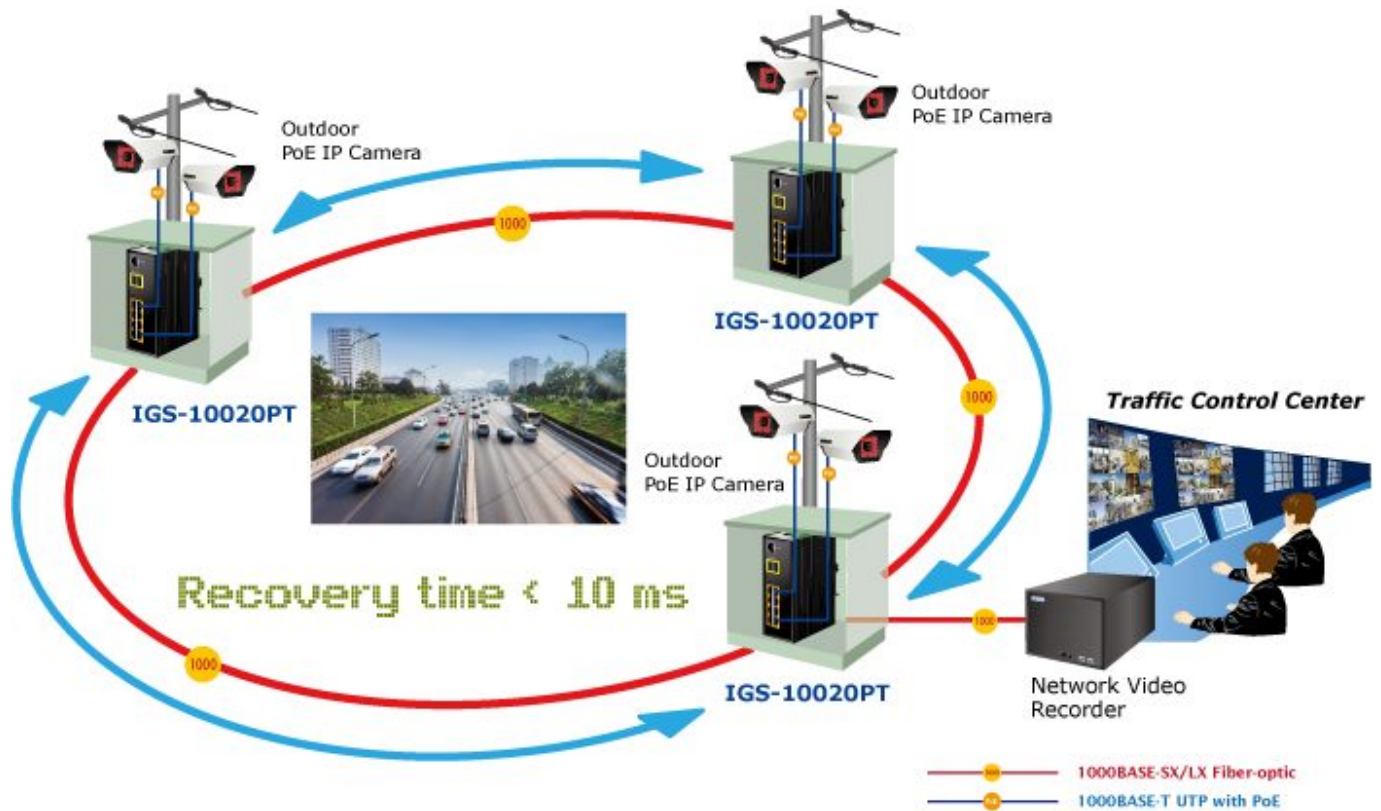 Outdoor
PoE IP Camera
Outdoor
PoE IP Camera
1000
IGS-10020PT
IGS-10020PT
1000
Traffic Control Center
Outdoor
PoE IP Camera
Recovery time < 10 ms
1000
1000
IGS-10020PT
Network Video
Recorder
1000BASE-SX/LX Fiber-optic
1000BASE-T UTP with PoE